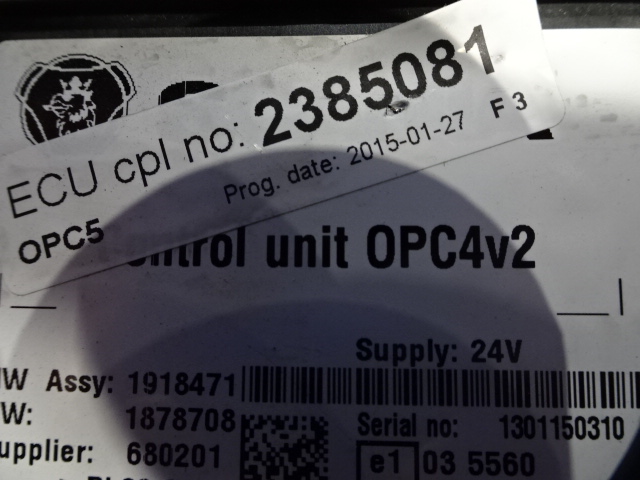 ECU cpl no: 2385081
Prog. date: 2015-01-27 F 3
OPC5
ontrol unit OPC4v2
Supply: 24V
W Assy: 1918471
W: 1878708
Serial no: 1301150310
upplier: 680201
e1 03 5560